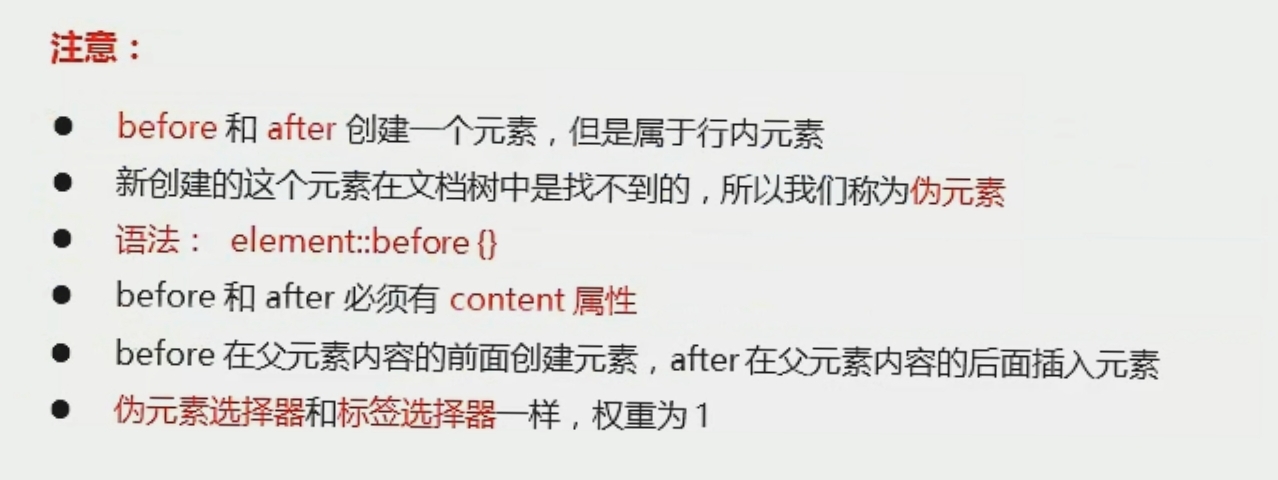 注意：
● before 和 after 创建一个元素，但是属于行内元素
● 新创建的这个元素在文档树中是找不到的，所以我们称为伪元素
● 语法： element::before {}
● before 和 after 必须有 content 属性
● before 在父元素内容的前面创建元素，after 在父元素内容的后面插入元素
● 伪元素选择器和标签选择器一样，权重为 1